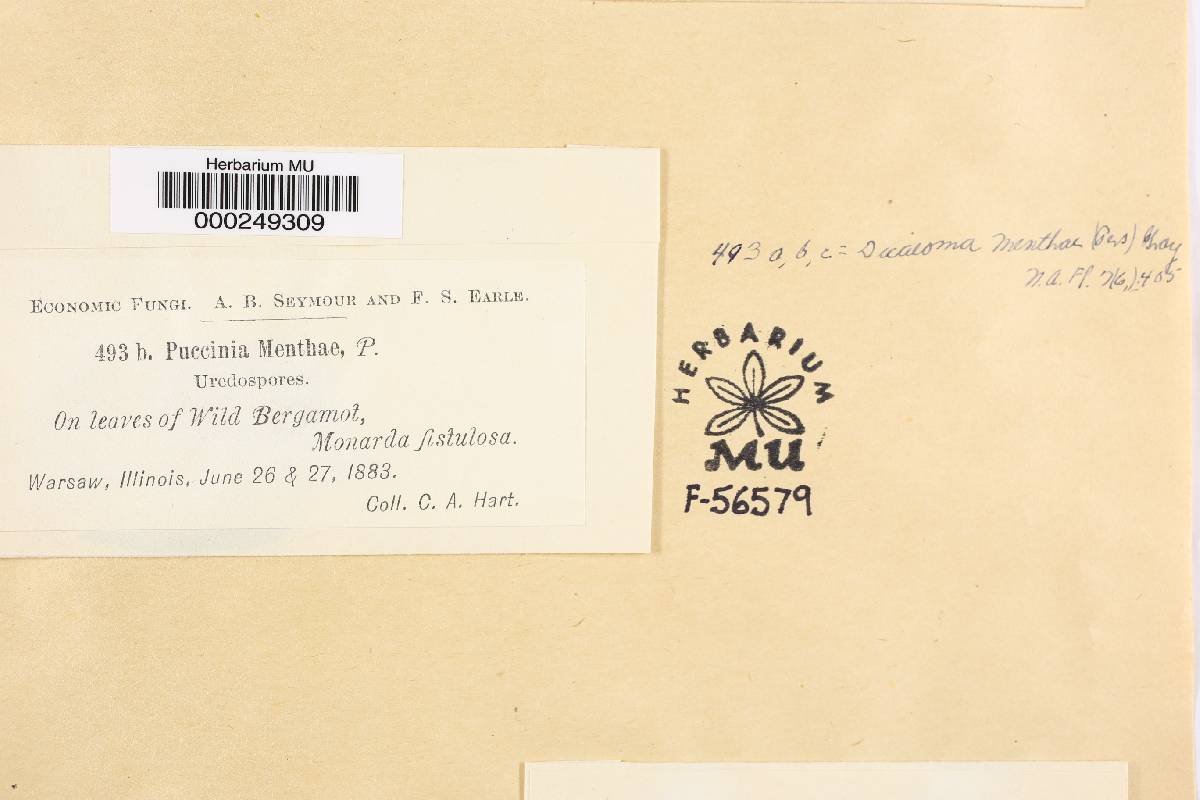 Herbarium MU
000249309
ECONOMIC FUNGI. A. B. SEYMOUR AND F. S. EARLE.
493 b. Puccinia Menthae, P.
Uredospores.
On leaves of Wild Bergamot,
Monarda fistulosa.
Warsaw, Illinois, June 26 & 27, 1883.
Coll. C. A. Hart.
493 a, b, c = Dicaeoma Menthae (Pers) Gray
N.A. Fl. 7(6):405
HERBARIUM
MU
F-56579